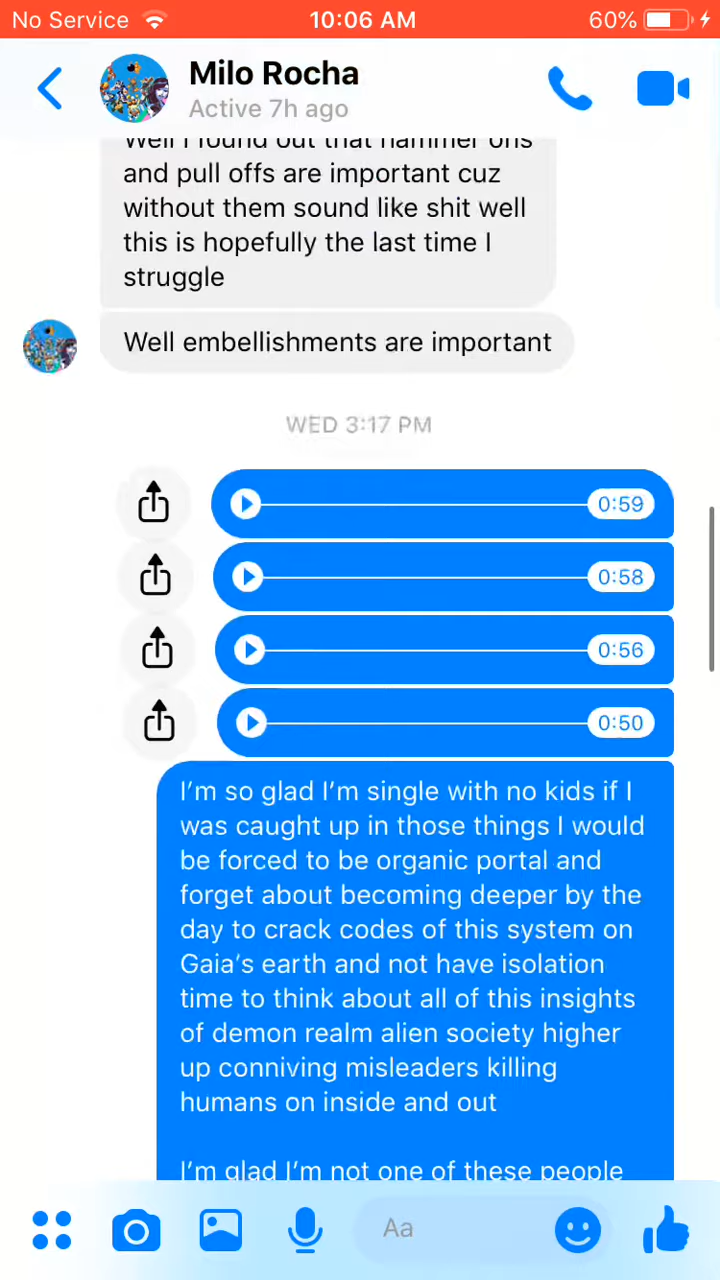 No Service 10:06 AM 60%
Milo Rocha
Active 7h ago
Well I found out that hammer ons
and pull offs are important cuz
without them sound like shit well
this is hopefully the last time I
struggle
Well embellishments are important
WED 3:17 PM
0:59
0:58
0:56
0:50
I'm so glad I'm single with no kids if I
was caught up in those things I would
be forced to be organic portal and
forget about becoming deeper by the
day to crack codes of this system on
Gaia's earth and not have isolation
time to think about all of this insights
of demon realm alien society higher
up conniving misleaders killing
humans on inside and out
I'm glad I'm not one of these people
Aa